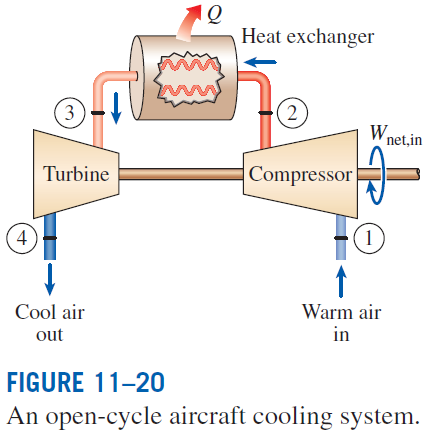 Q
Heat exchanger
3
2
W net,in
Turbine
Compressor
4
1
Cool air
out
Warm air
in
FIGURE 11–20
An open-cycle aircraft cooling system.